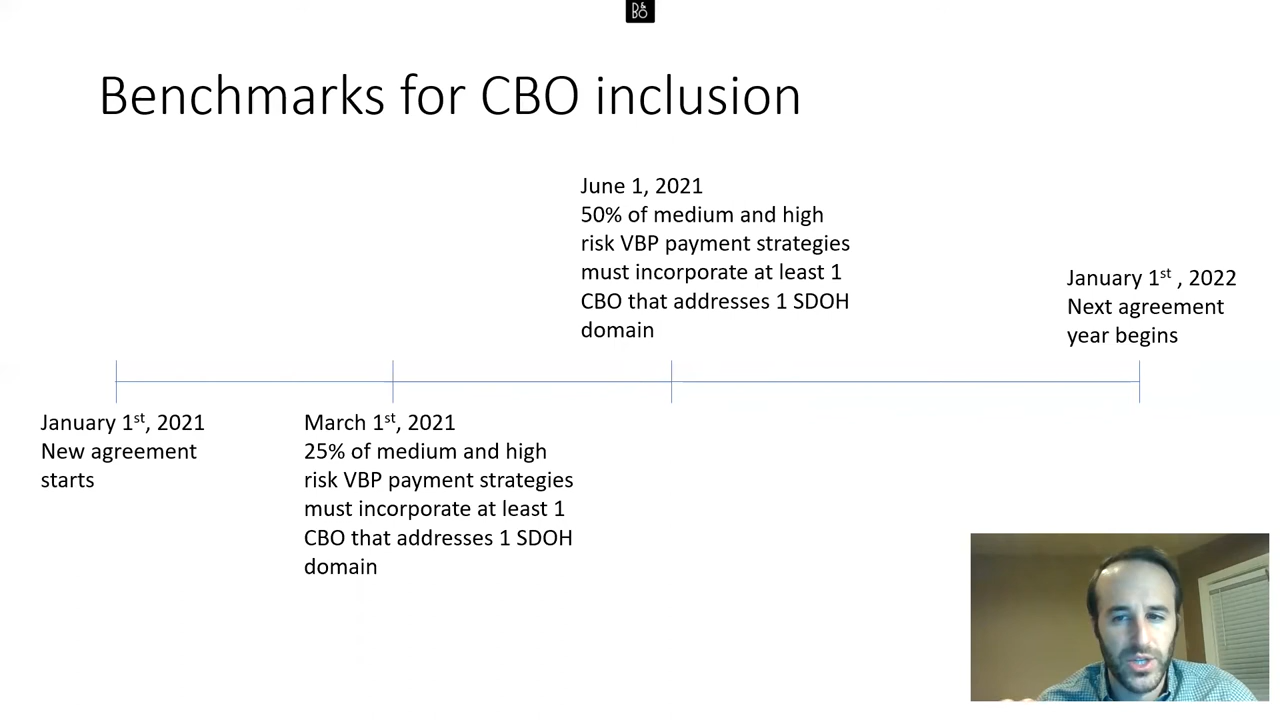 D&
BO
Benchmarks for CBO inclusion
June 1, 2021
50% of medium and high
risk VBP payment strategies
must incorporate at least 1
CBO that addresses 1 SDOH
domain
January 1st , 2022
Next agreement
year begins
January 1st, 2021
New agreement
starts
March 1st, 2021
25% of medium and high
risk VBP payment strategies
must incorporate at least 1
CBO that addresses 1 SDOH
domain